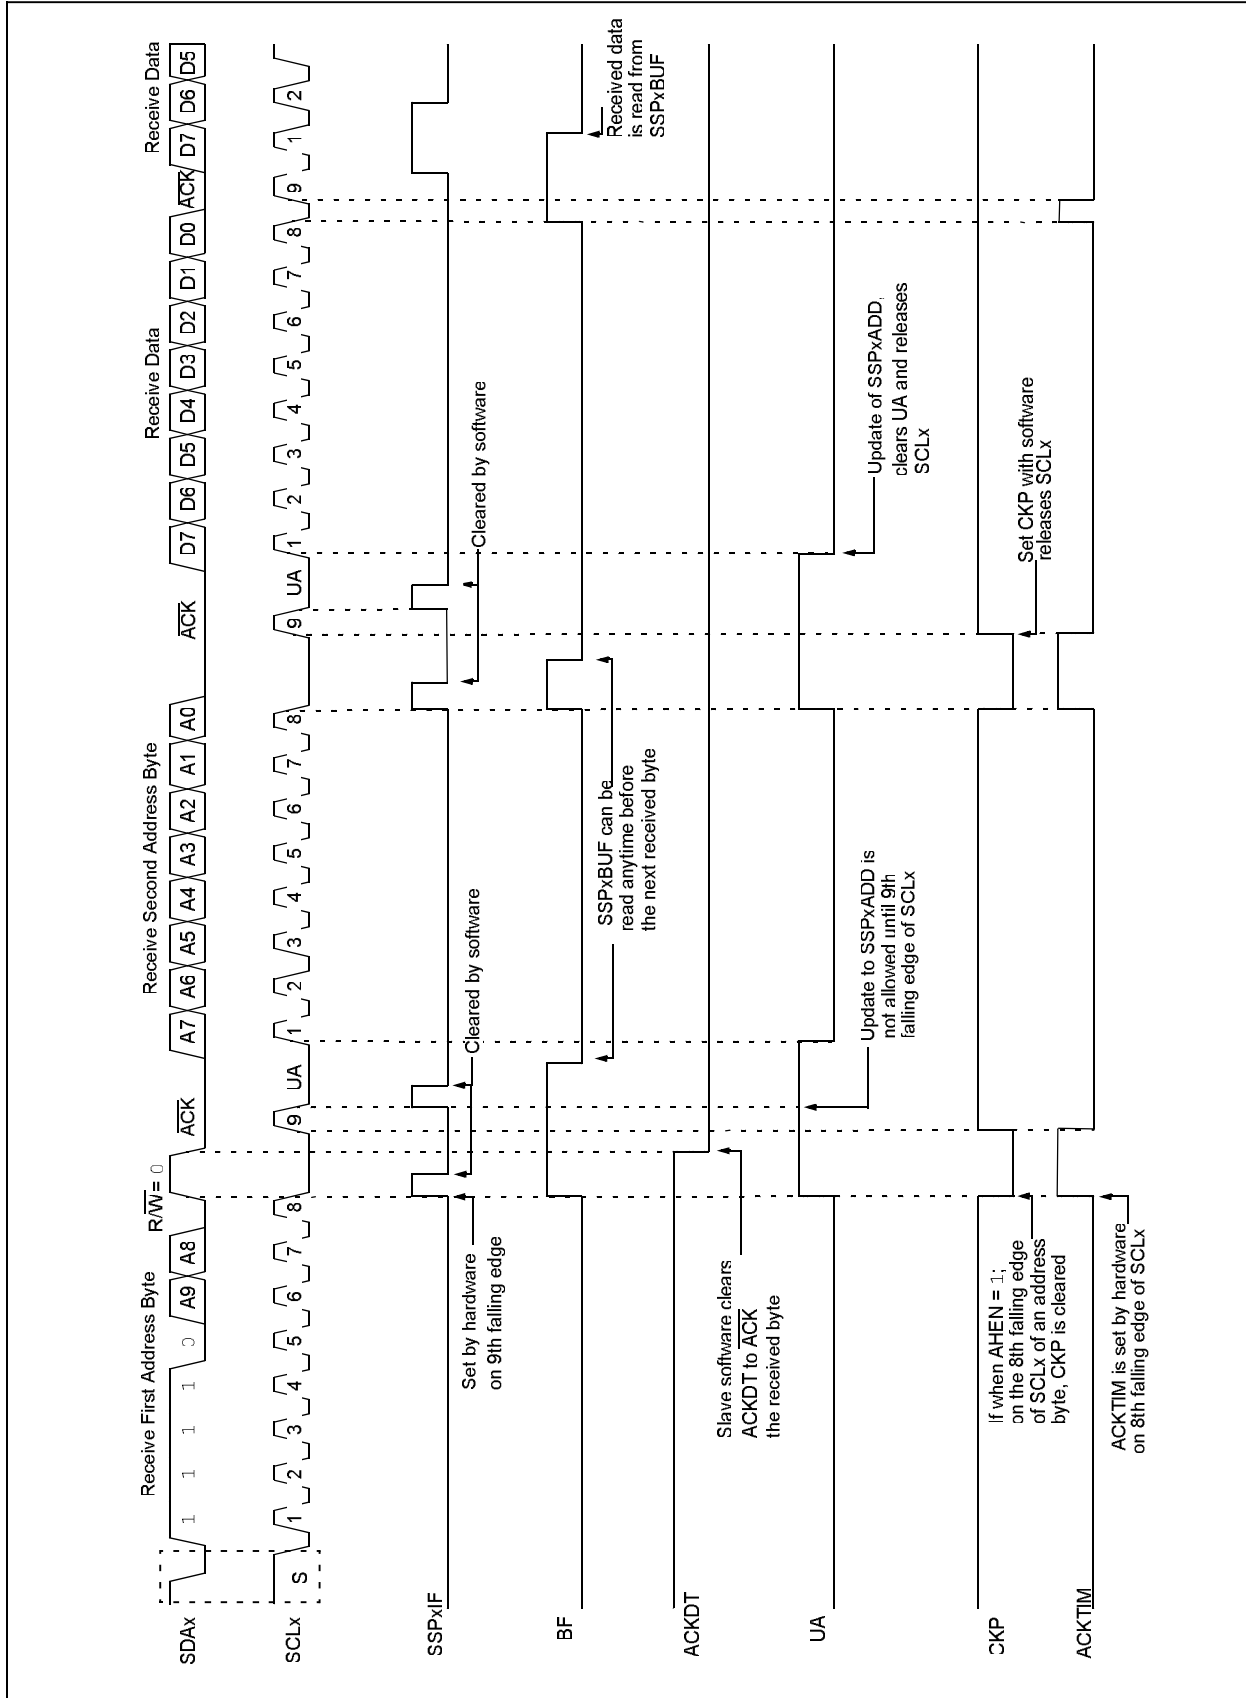 Receive First Address Byte
Receive Second Address Byte
Receive Data
Receive Data
R/W = 0
ACK
ACK
ACK
SDAx
1 1 1 1 0 A9 A8
A7 A6 A5 A4 A3 A2 A1 A0
D7 D6 D5 D4 D3 D2 D1 D0
D7 D6 D5
SCLx
S 1 2 3 4 5 6 7 8 9 UA
1 2 3 4 5 6 7 8 9 UA
1 2 3 4 5 6 7 8 9
1 2
SSPxIF
Set by hardware
on 9th falling edge
Cleared by software
Cleared by software
BF
SSPxBUF can be
read anytime before
the next received byte
Received data
is read from
SSPxBUF
ACKDT
Slave software clears
ACKDT to ACK
the received byte
UA
Update to SSPxADD is
not allowed until 9th
falling edge of SCLx
Update of SSPxADD,
clears UA and releases
SCLx
CKP
If when AHEN = 1;
on the 8th falling edge
of SCLx of an address
byte, CKP is cleared
Set CKP with software
releases SCLx
ACKTIM
ACKTIM is set by hardware
on 8th falling edge of SCLx